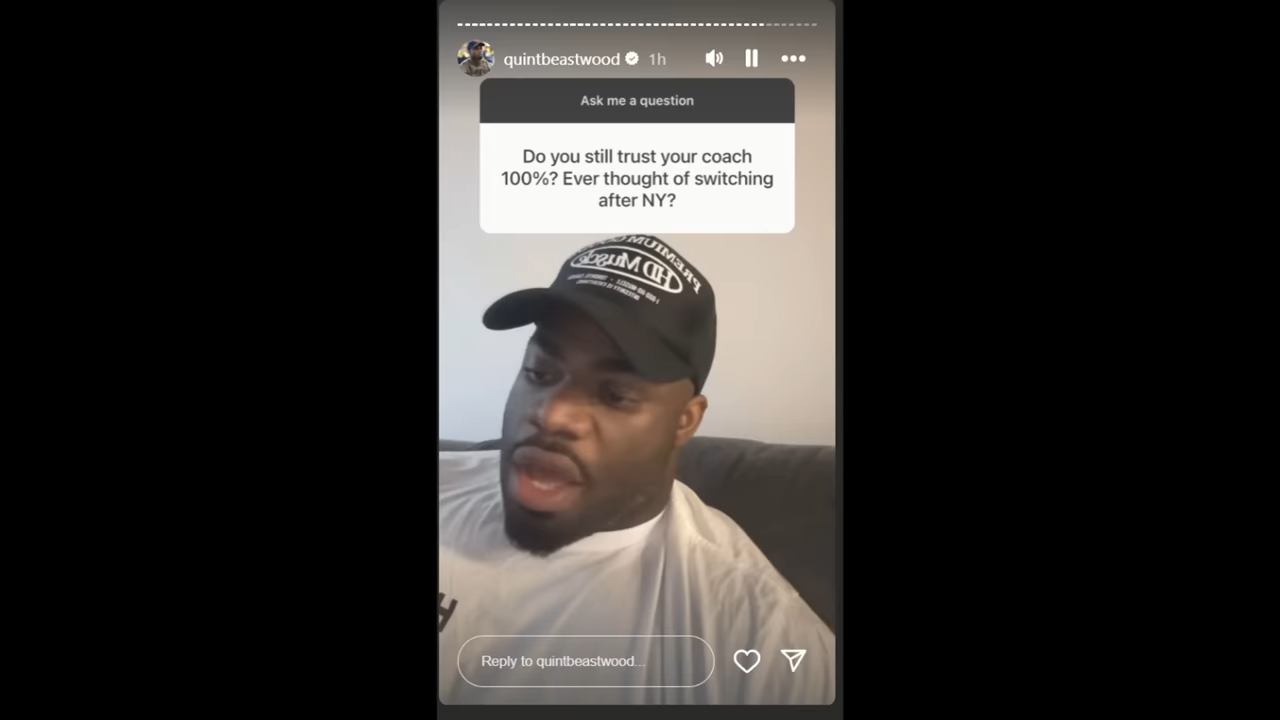 quintbeastwood 1h
Ask me a question
Do you still trust your coach
100%? Ever thought of switching
after NY?
PREMIUM
HD Muscle
H
Reply to quintbeastwood...